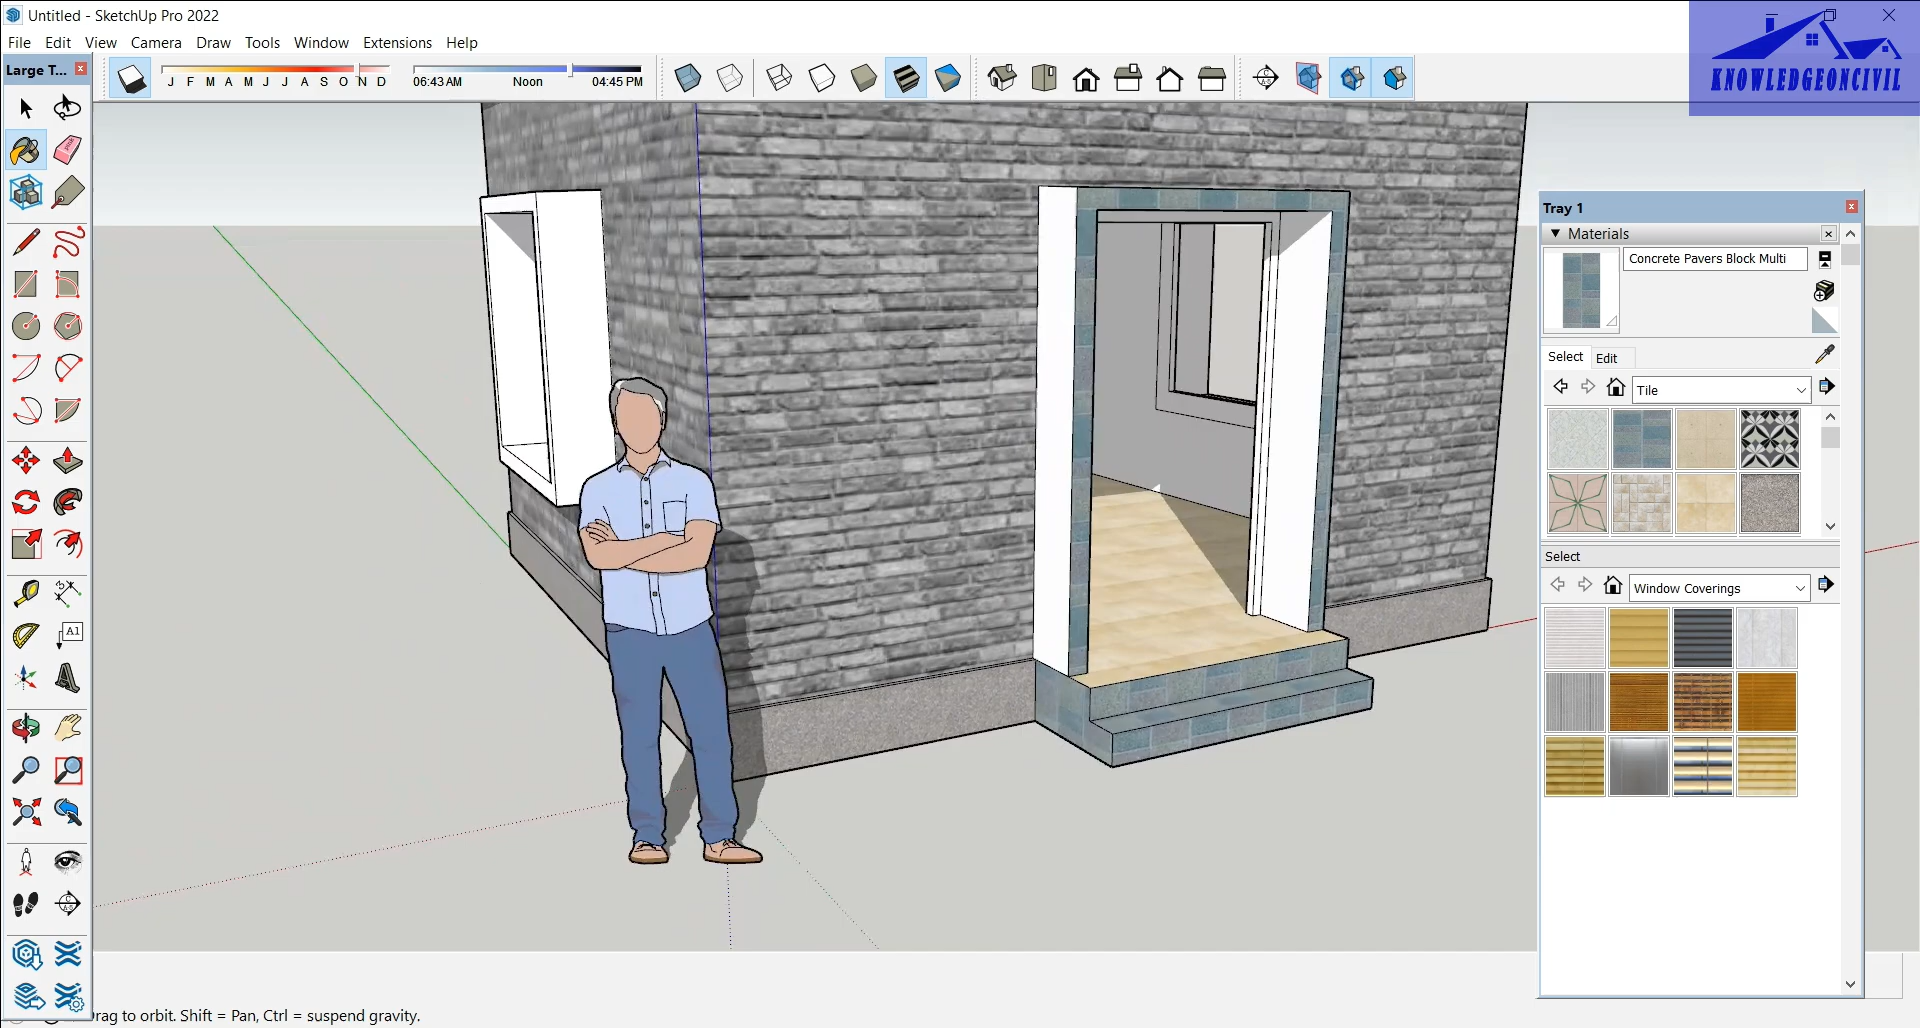 Untitled - SketchUp Pro 2022
File Edit View Camera Draw Tools Window Extensions Help
KNOWLEDGEONCIVIL
Large T...
J F M A M J J A S O N D
06:43 AM Noon 04:45 PM
Tray 1
Materials
Concrete Pavers Block Multi
Select Edit
Tile
Select
Window Coverings
A1
Drag to orbit. Shift = Pan, Ctrl = suspend gravity.